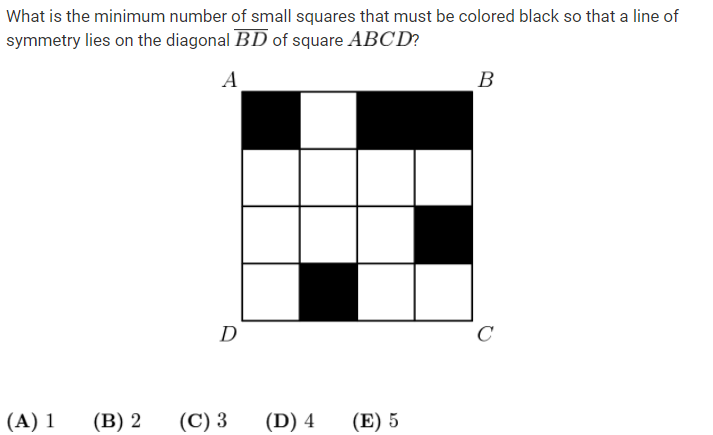 What is the minimum number of small squares that must be colored black so that a line of
symmetry lies on the diagonal BD of square ABCD?
A B
D C
(A) 1 (B) 2 (C) 3 (D) 4 (E) 5